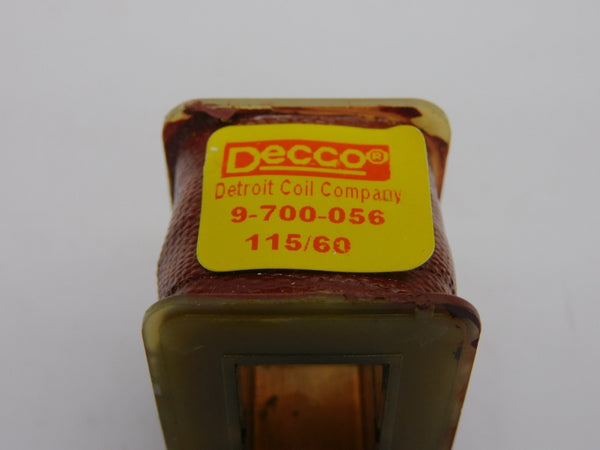 Decco®
Detroit Coil Company
9-700-056
115/60